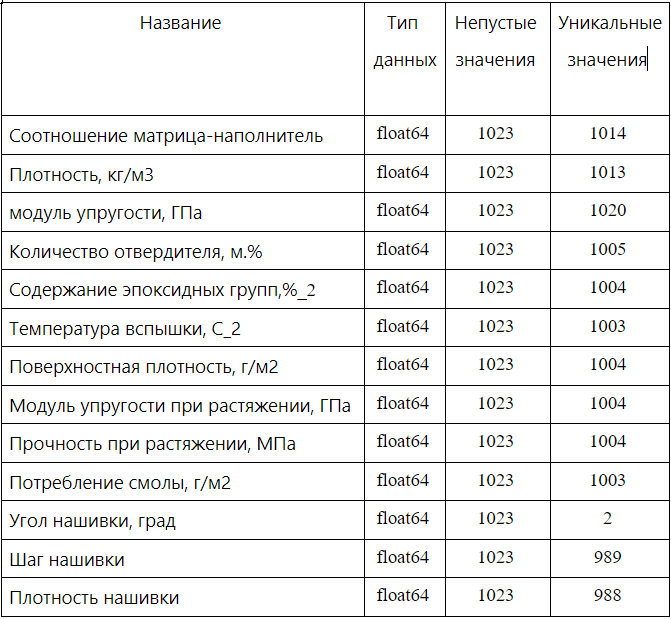 Название Тип данных Непустые значения Уникальные значения
Соотношение матрица-наполнитель float64 1023 1014
Плотность, кг/м3 float64 1023 1013
модуль упругости, ГПа float64 1023 1020
Количество отвердителя, м.% float64 1023 1005
Содержание эпоксидных групп,%_2 float64 1023 1004
Температура вспышки, С_2 float64 1023 1003
Поверхностная плотность, г/м2 float64 1023 1004
Модуль упругости при растяжении, ГПа float64 1023 1004
Прочность при растяжении, МПа float64 1023 1004
Потребление смолы, г/м2 float64 1023 1003
Угол нашивки, град float64 1023 2
Шаг нашивки float64 1023 989
Плотность нашивки float64 1023 988